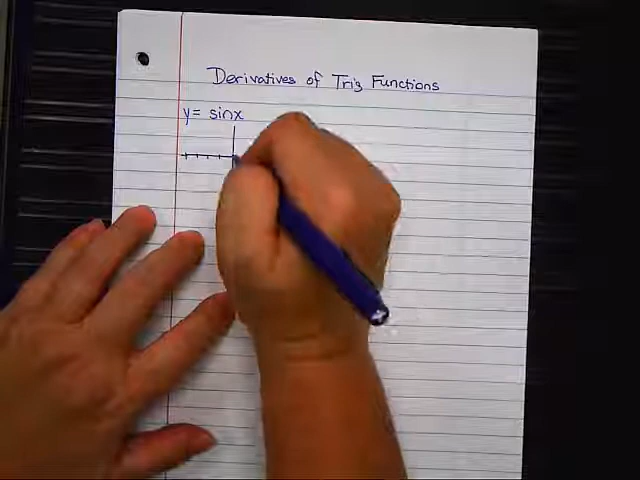 Derivatives of Trig Functions
y = sinx